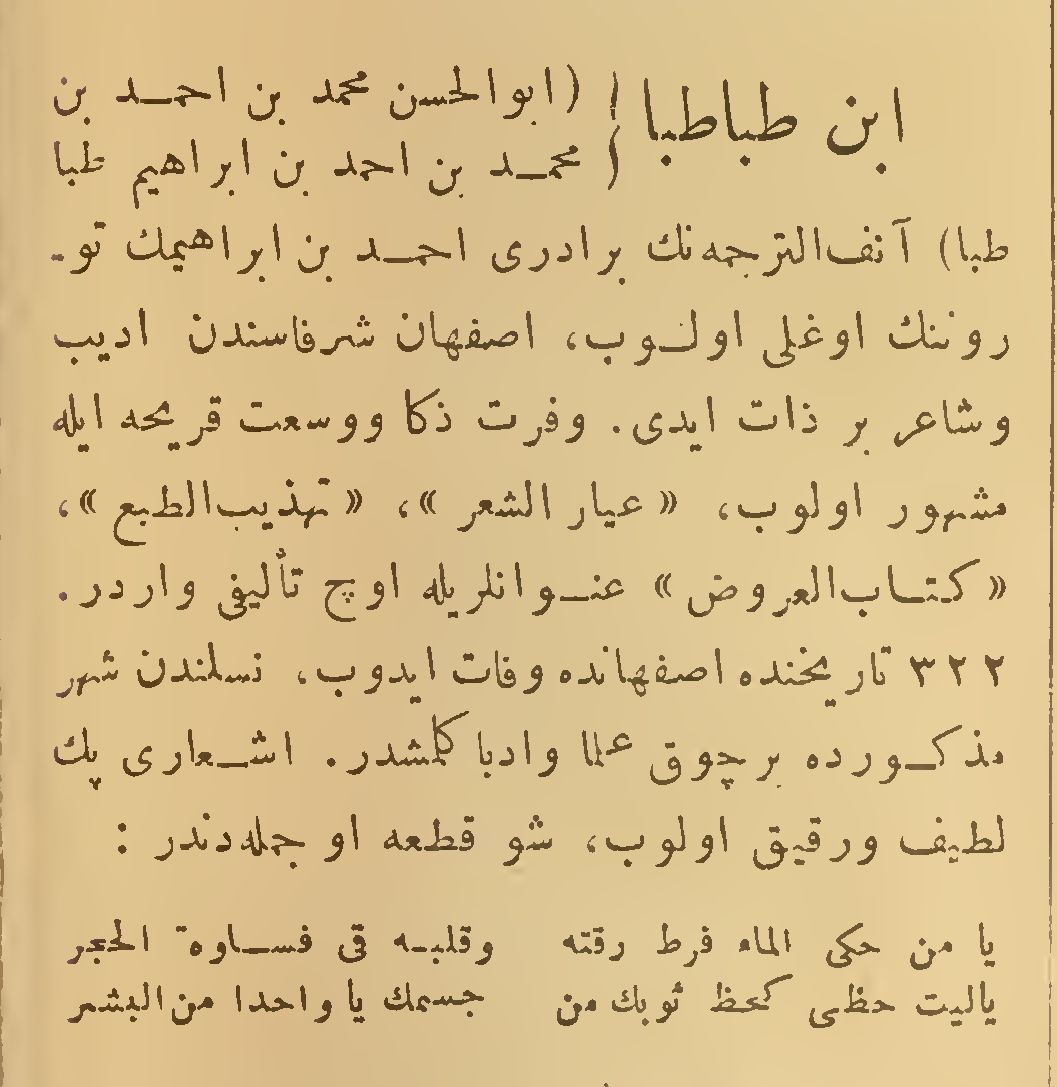 ابن طباطبا (ابوالحسن محمد بن احمد بن
محمد بن احمد بن ابراهیم طبا
طبا) آنف‌الترجمه‌نك برادری احمد بن ابراهیمك تو-
روننك اوغلی اولوب، اصفهان شرفاسندن ادیب
وشاعر بر ذات ایدی. وفرت ذكا ووسعت قریحه ایله
مشهور اولوب، «عیار الشعر»، «تهذیب‌الطبع»،
«كتاب‌العروض» عنوانلریله اوچ تألیفی واردر.
٣٢٢ تاریخنده اصفهانده وفات ایدوب، نسلندن شهر
مذكورده برچوق علما وادبا كلمشدر. اشعاری پك
لطیف ورقیق اولوب، شو قطعه او جمله‌دندر :
یا من حكی الماء فرط رقته وقلبه فی قساوة الحجر
یالیت حظی كحظ ثوبك من جسمك یا واحدا من‌البشر